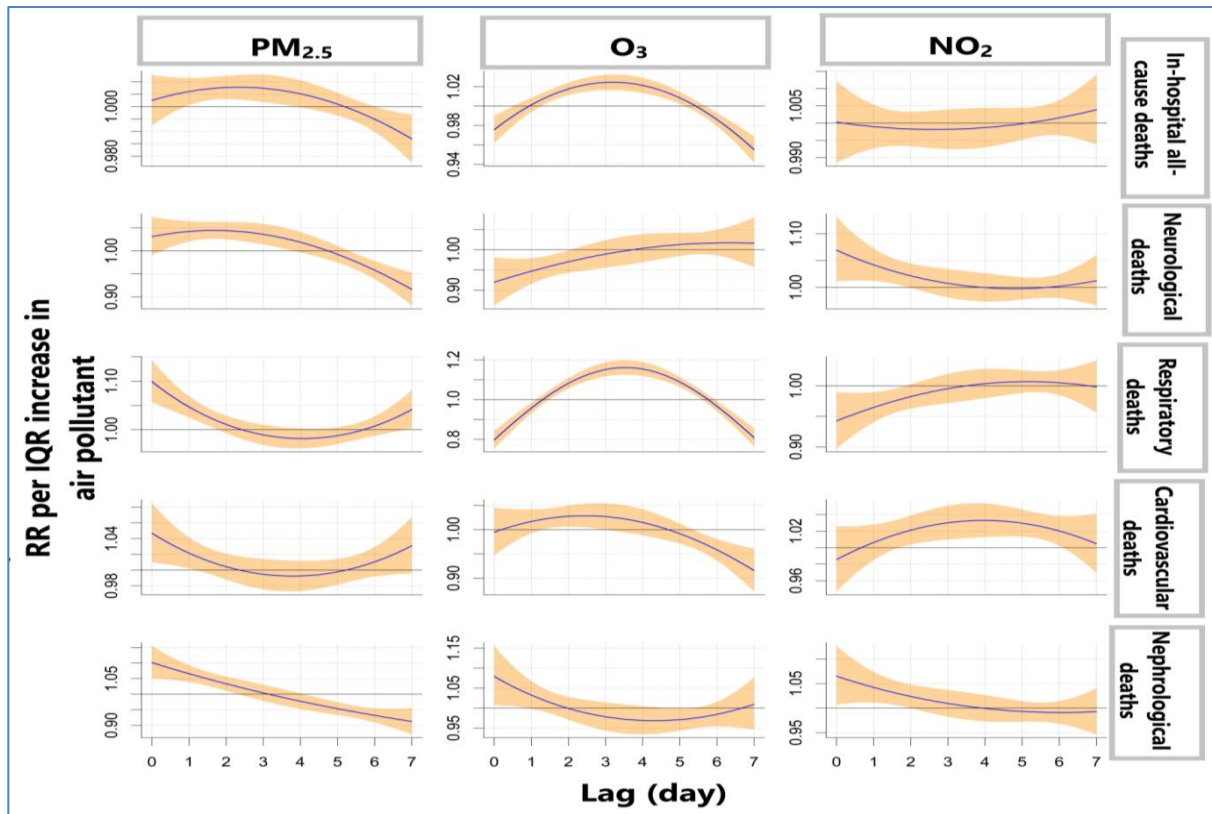 PM2.5
O3
NO2
RR per IQR increase in
air pollutant
1.000
0.980
1.02
0.98
0.94
1.005
0.990
In-hospital all-
cause deaths
1.00
0.90
1.00
0.90
1.10
1.00
Neurological
deaths
1.10
1.00
1.2
1.0
0.8
1.00
0.90
Respiratory
deaths
1.04
0.98
1.00
0.90
1.02
0.96
Cardiovascular
deaths
1.05
0.90
1.15
1.05
0.95
1.05
0.95
Nephrological
deaths
0 1 2 3 4 5 6 7
0 1 2 3 4 5 6 7
0 1 2 3 4 5 6 7
Lag (day)